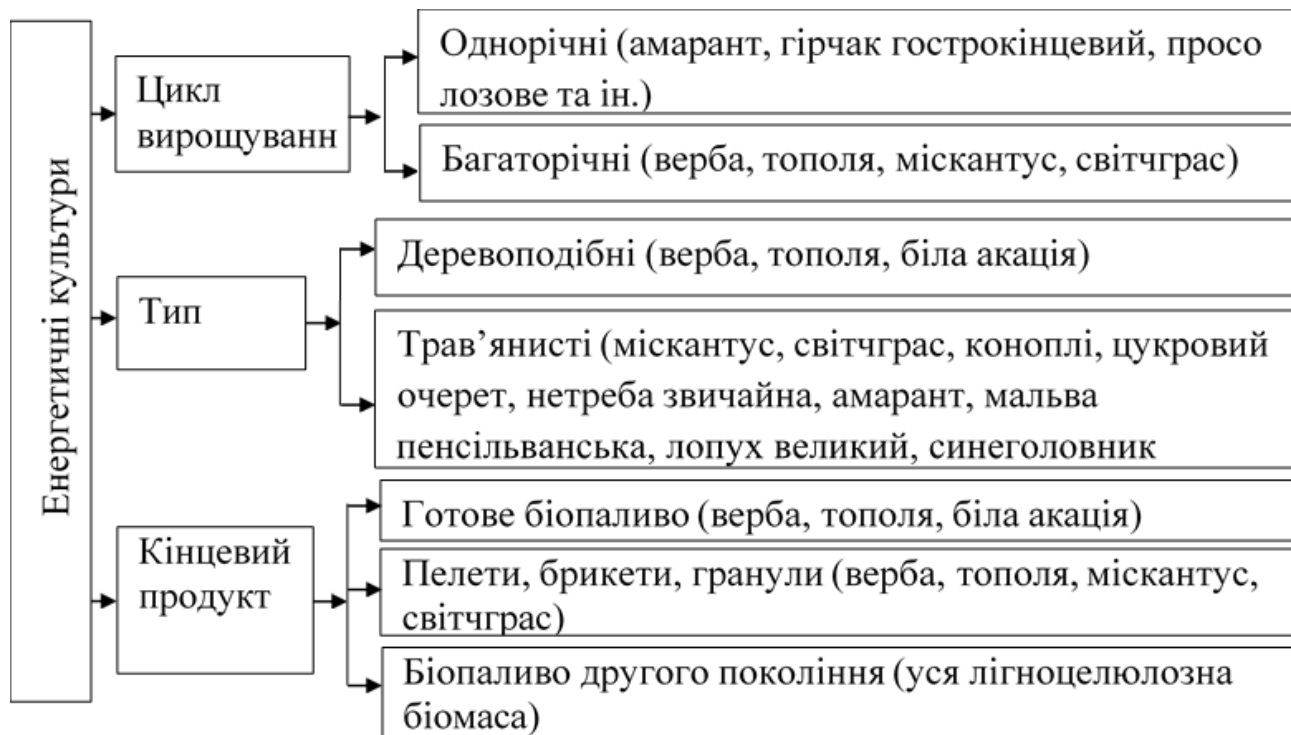 Енергетичні культури
Цикл
вирощуванн
Однорічні (амарант, гірчак гострокінцевий, просо
лозове та ін.)
Багаторічні (верба, тополя, міскантус, світчграс)
Тип
Деревоподібні (верба, тополя, біла акація)
Трав’янисті (міскантус, світчграс, коноплі, цукровий
очерет, нетреба звичайна, амарант, мальва
пенсільванська, лопух великий, синеголовник
Кінцевий
продукт
Готове біопаливо (верба, тополя, біла акація)
Пелети, брикети, гранули (верба, тополя, міскантус,
світчграс)
Біопаливо другого покоління (уся лігноцелюлозна
біомаса)